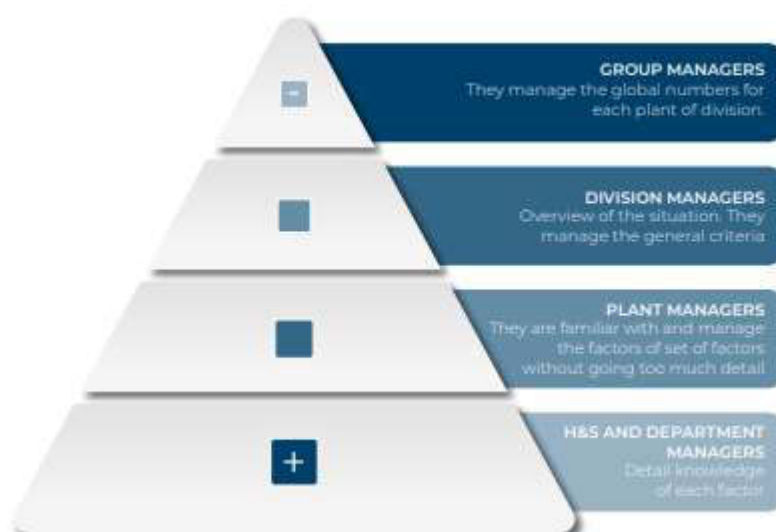 -
GROUP MANAGERS
They manage the global numbers for
each plant of division.
DIVISION MANAGERS
Overview of the situation. They
manage the general criteria
PLANT MANAGERS
They are familiar with and manage
the factors of set of factors
without going too much detail
+
H&S AND DEPARTMENT
MANAGERS
Detail knowledge
of each factor